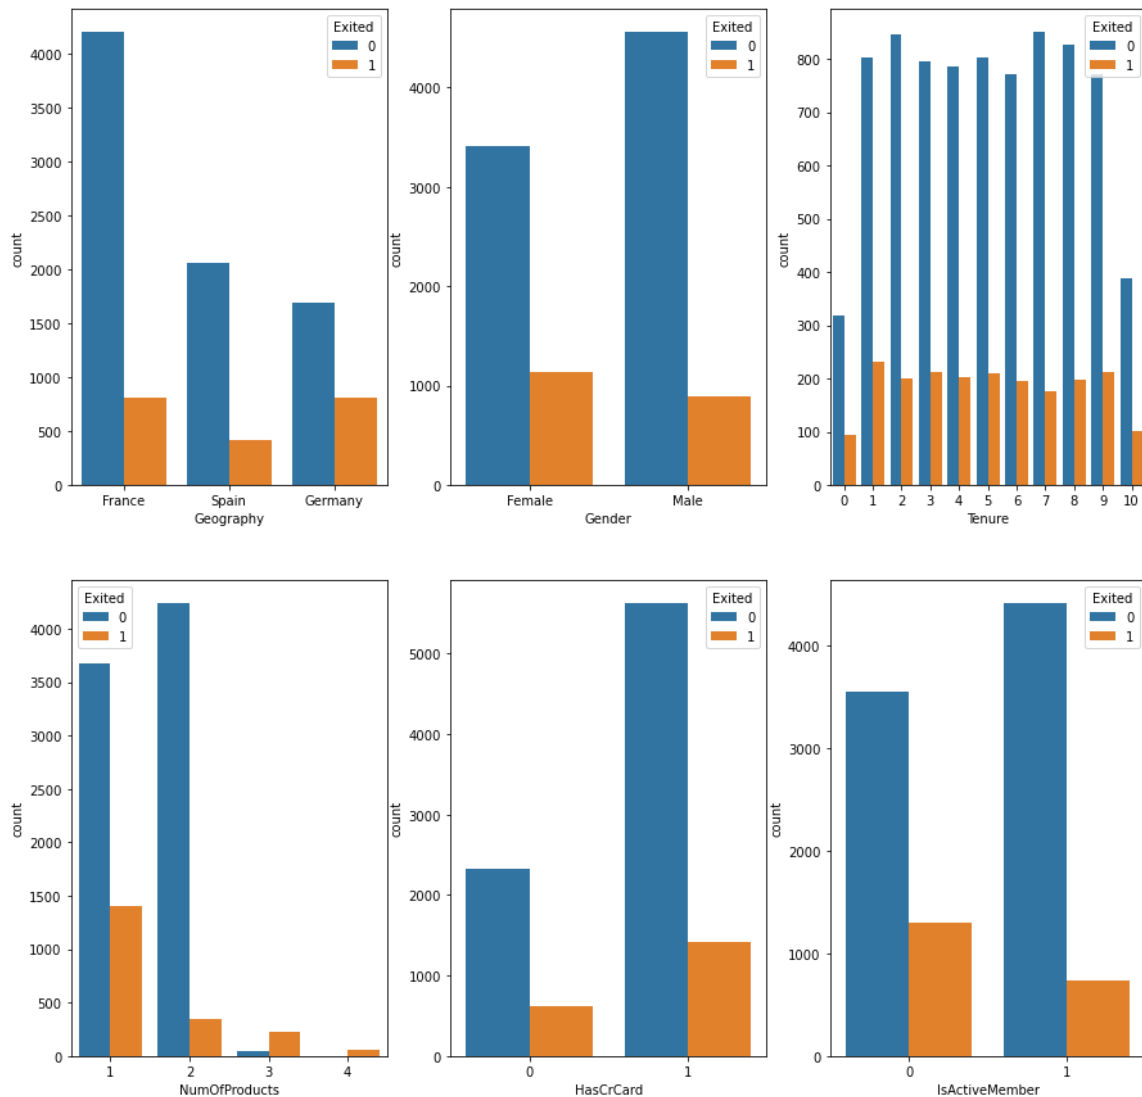 Exited
0
1
count
4000
3500
3000
2500
2000
1500
1000
500
0
France Spain Germany
Geography
Exited
0
1
count
4000
3000
2000
1000
0
Female Male
Gender
Exited
0
1
count
800
700
600
500
400
300
200
100
0
0 1 2 3 4 5 6 7 8 9 10
Tenure
Exited
0
1
count
4000
3500
3000
2500
2000
1500
1000
500
0
1 2 3 4
NumOfProducts
Exited
0
1
count
5000
4000
3000
2000
1000
0
0 1
HasCrCard
Exited
0
1
count
4000
3000
2000
1000
0
0 1
IsActiveMember